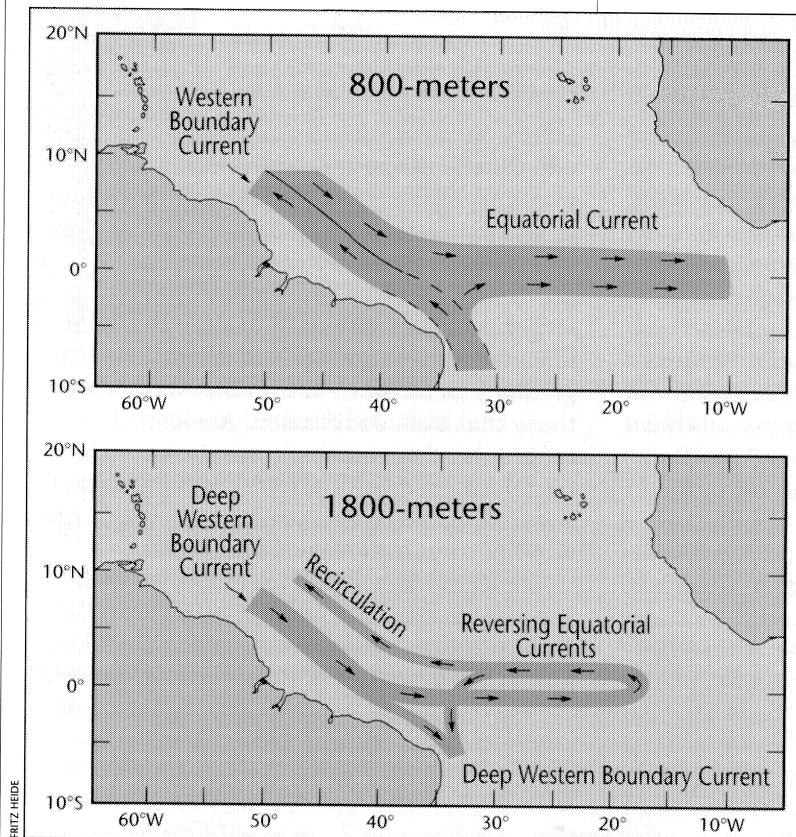 20°N
800-meters
Western
Boundary
Current
10°N
Equatorial Current
0°
10°S
60°W
50°
40°
30°
20°
10°W
20°N
Deep
Western
Boundary
Current
1800-meters
10°N
Recirculation
Reversing Equatorial
Currents
0°
Deep Western Boundary Current
10°S
60°W
50°
40°
30°
20°
10°W
FRITZ HEIDE